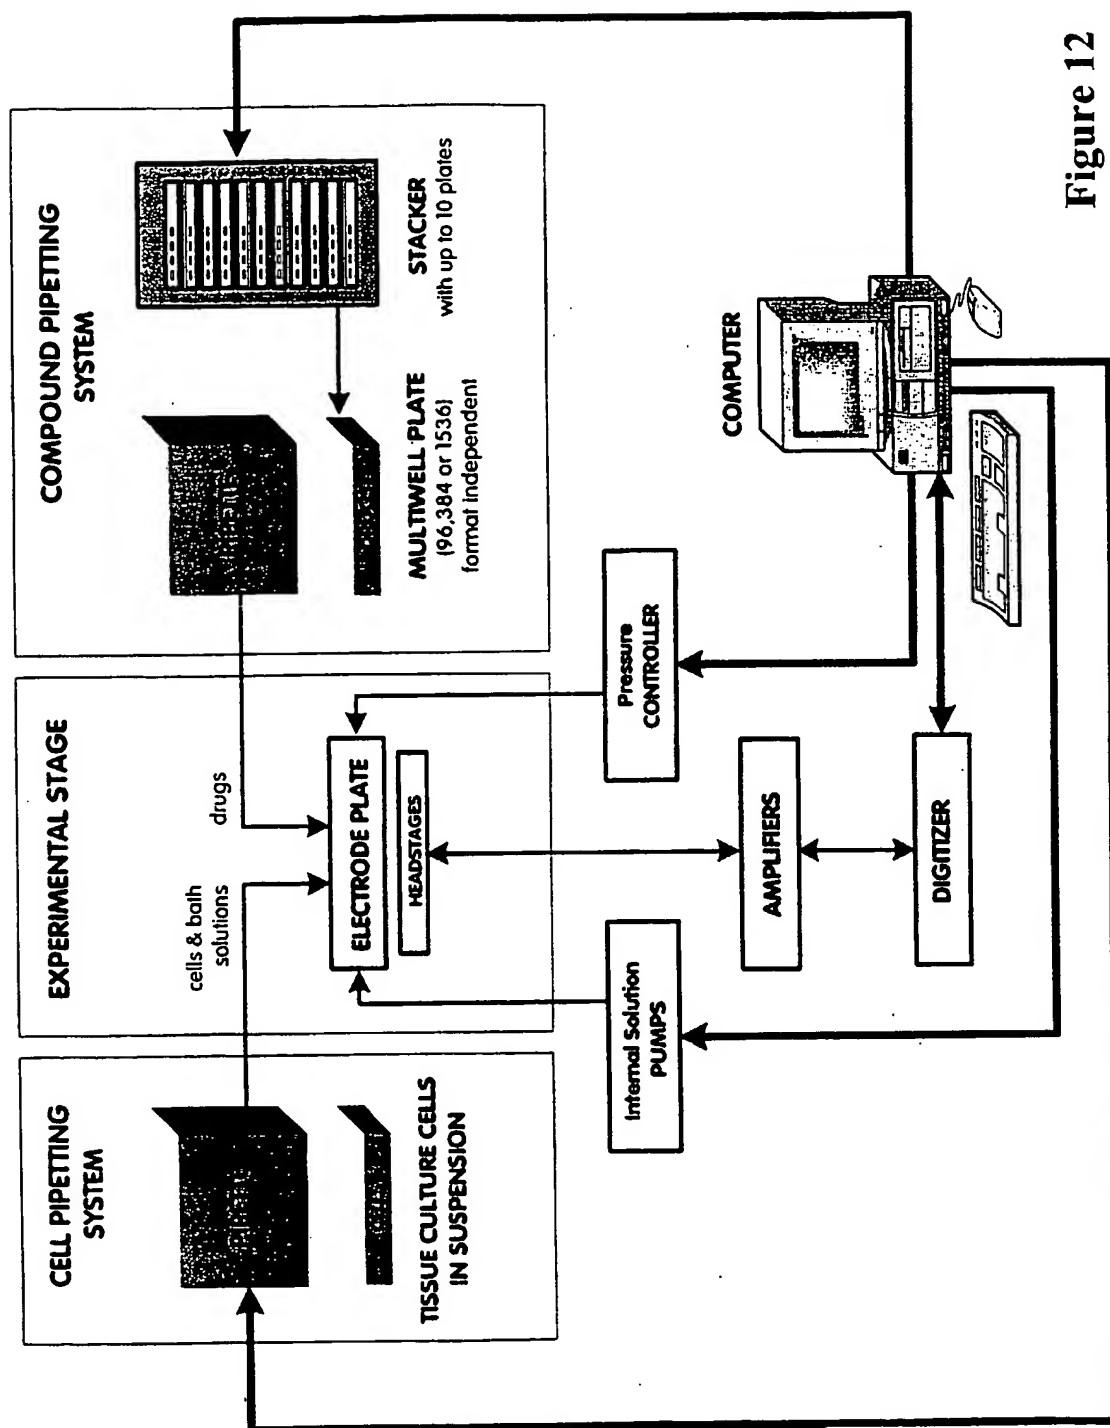 CELL PIPETTING
SYSTEM
TISSUE CULTURE CELLS
IN SUSPENSION
EXPERIMENTAL STAGE
cells & bath
solutions
drugs
ELECTRODE PLATE
HEADSTAGES
COMPOUND PIPETTING
SYSTEM
MULTIWELL PLATE
(96,384 or 1536)
format independent
STACKER
with up to 10 plates
Internal Solution
PUMPS
Pressure
CONTROLLER
AMPLIFIERS
DIGITIZER
COMPUTER
Figure 12